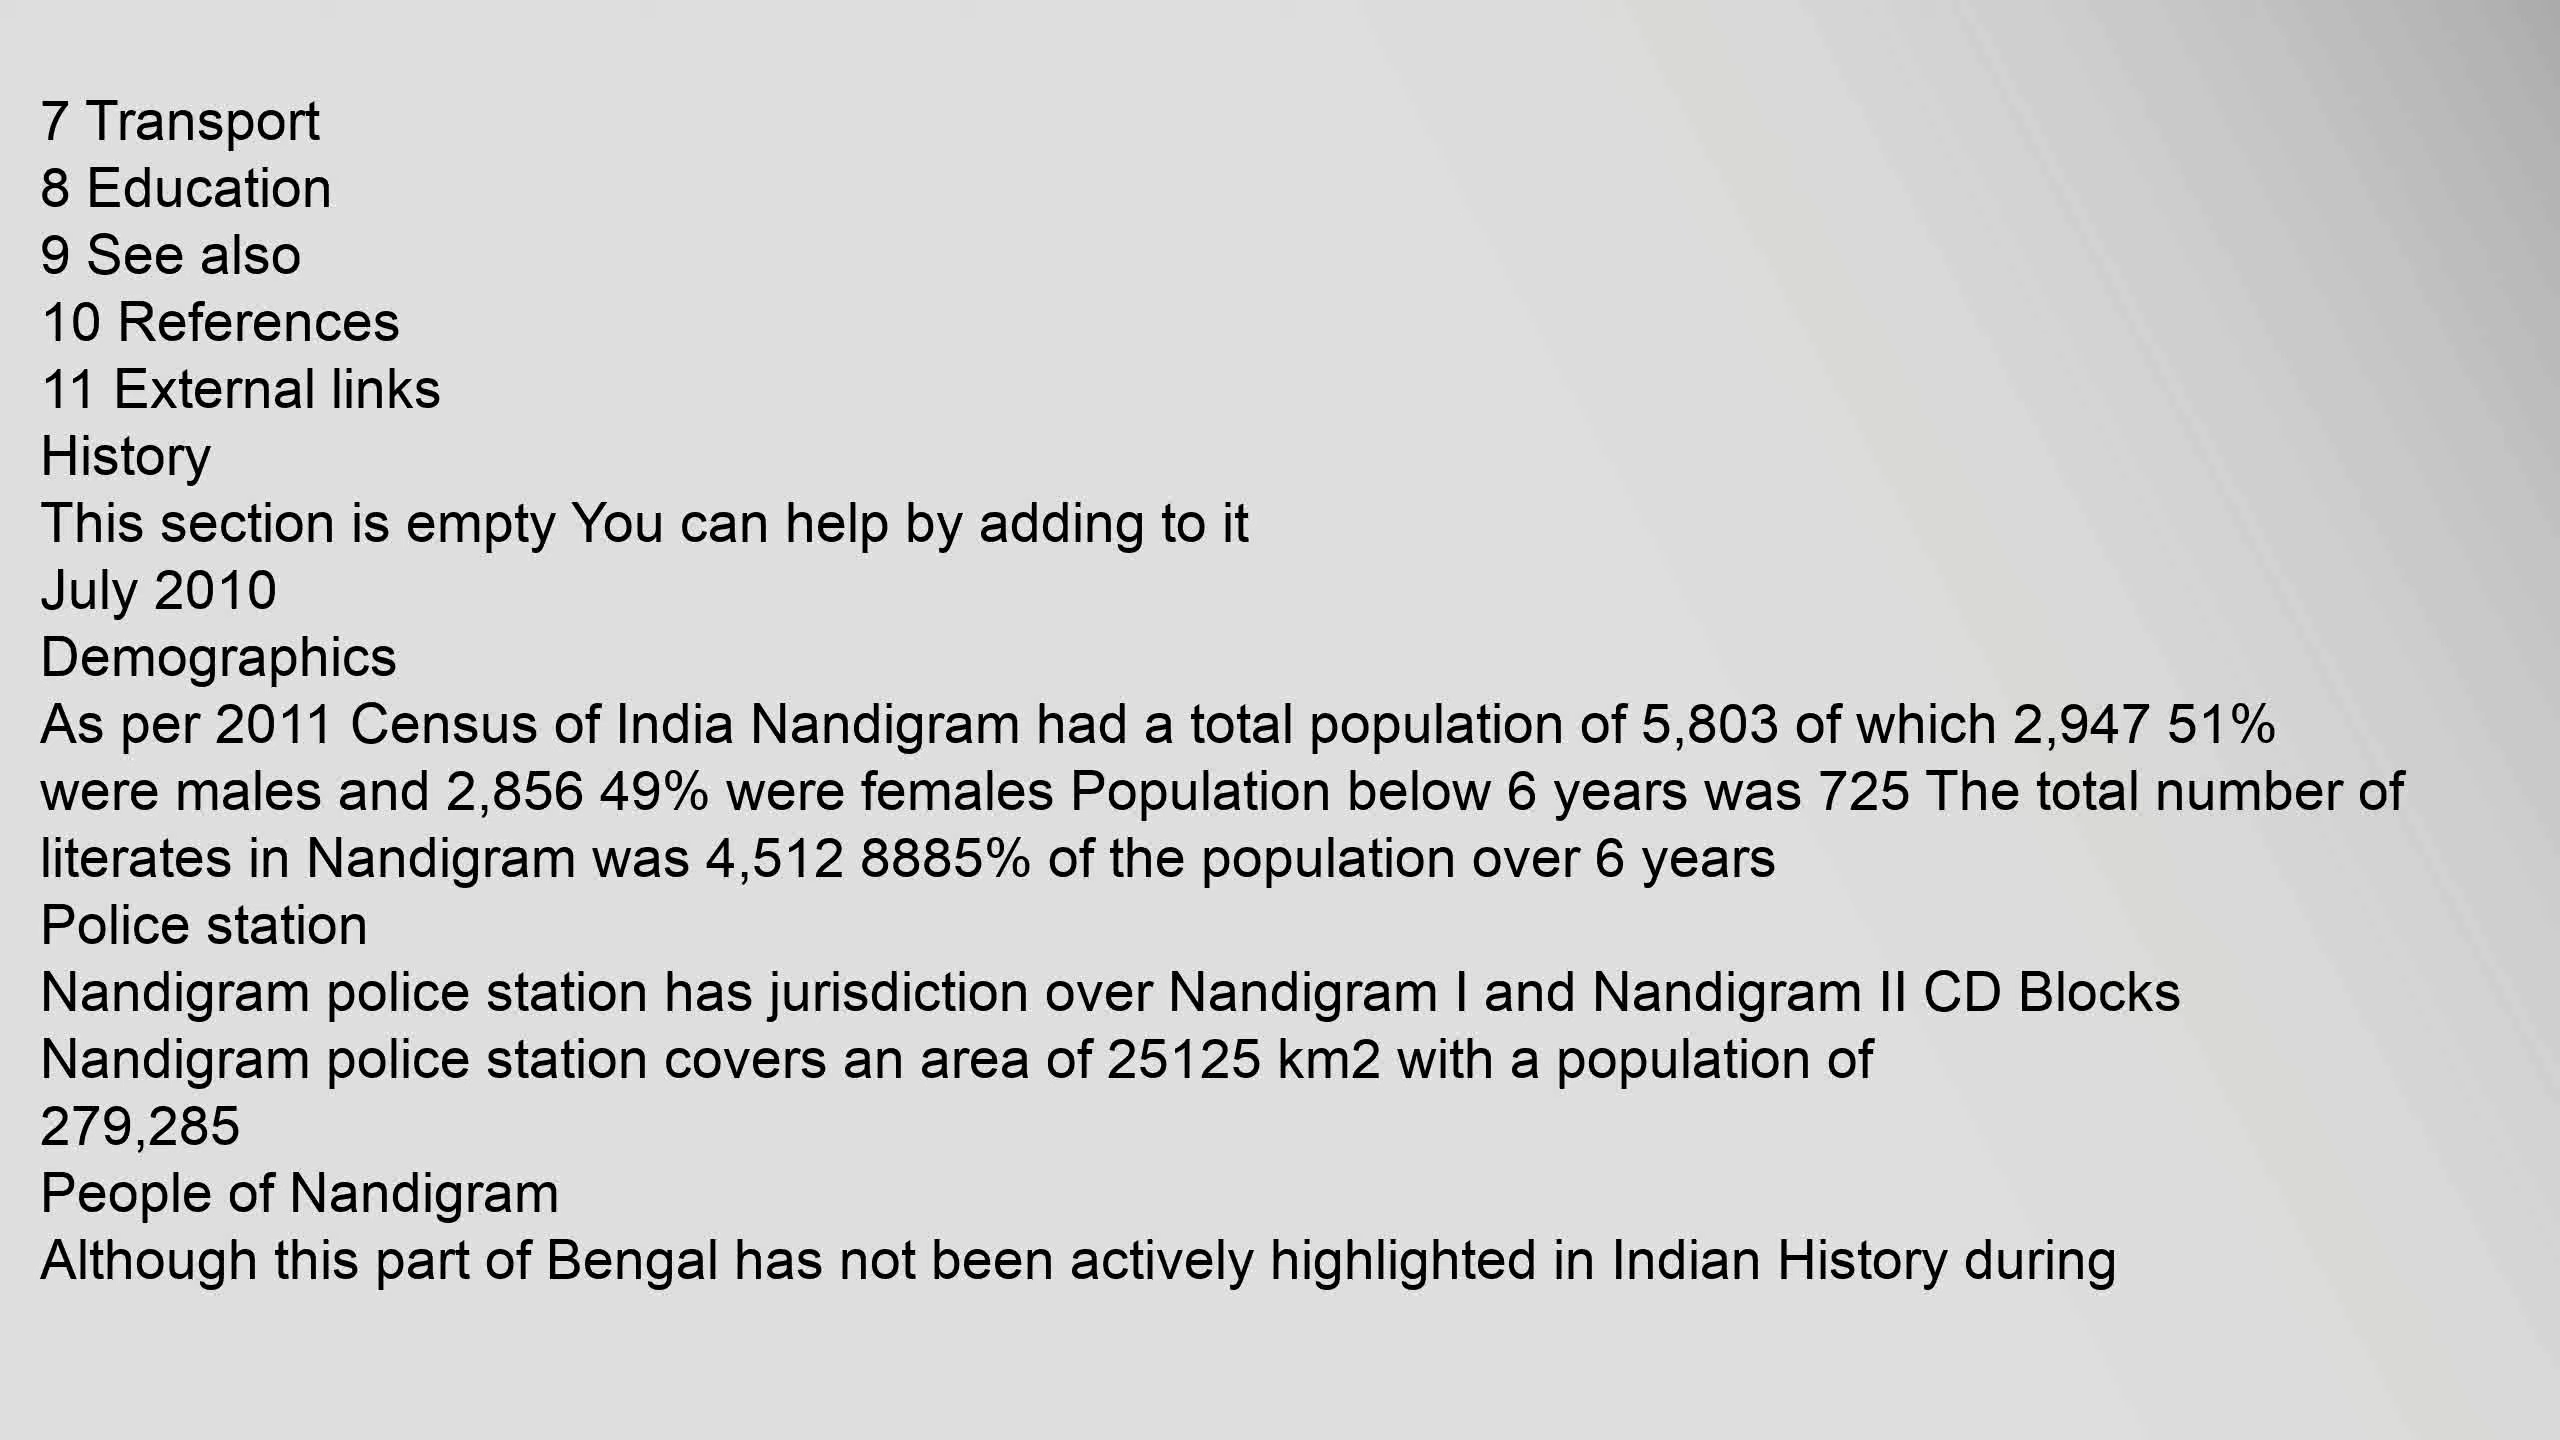 7 Transport
8 Education
9 See also
10 References
11 External links
History
This section is empty You can help by adding to it
July 2010
Demographics
As per 2011 Census of India Nandigram had a total population of 5,803 of which 2,947 51%
were males and 2,856 49% were females Population below 6 years was 725 The total number of
literates in Nandigram was 4,512 8885% of the population over 6 years
Police station
Nandigram police station has jurisdiction over Nandigram I and Nandigram II CD Blocks
Nandigram police station covers an area of 25125 km2 with a population of
279,285
People of Nandigram
Although this part of Bengal has not been actively highlighted in Indian History during